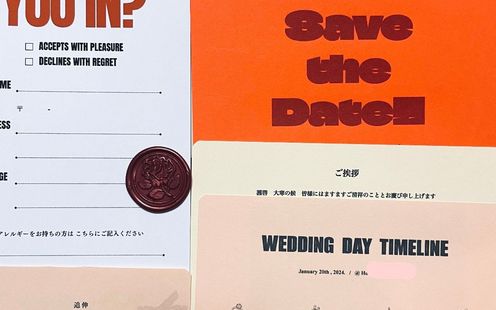 YOU IN?
ACCEPTS WITH PLEASURE
DECLINES WITH REGRET
ME
〒 -
ESS
GE
アレルギーをお持ちの方は こちらにご記入ください
追伸
Save
the
Date!!
ご挨拶
謹啓 大寒の候 皆様にはますますご清祥のこととお慶び申し上げます
WEDDING DAY TIMELINE
January 20th , 2024. / @ Ho